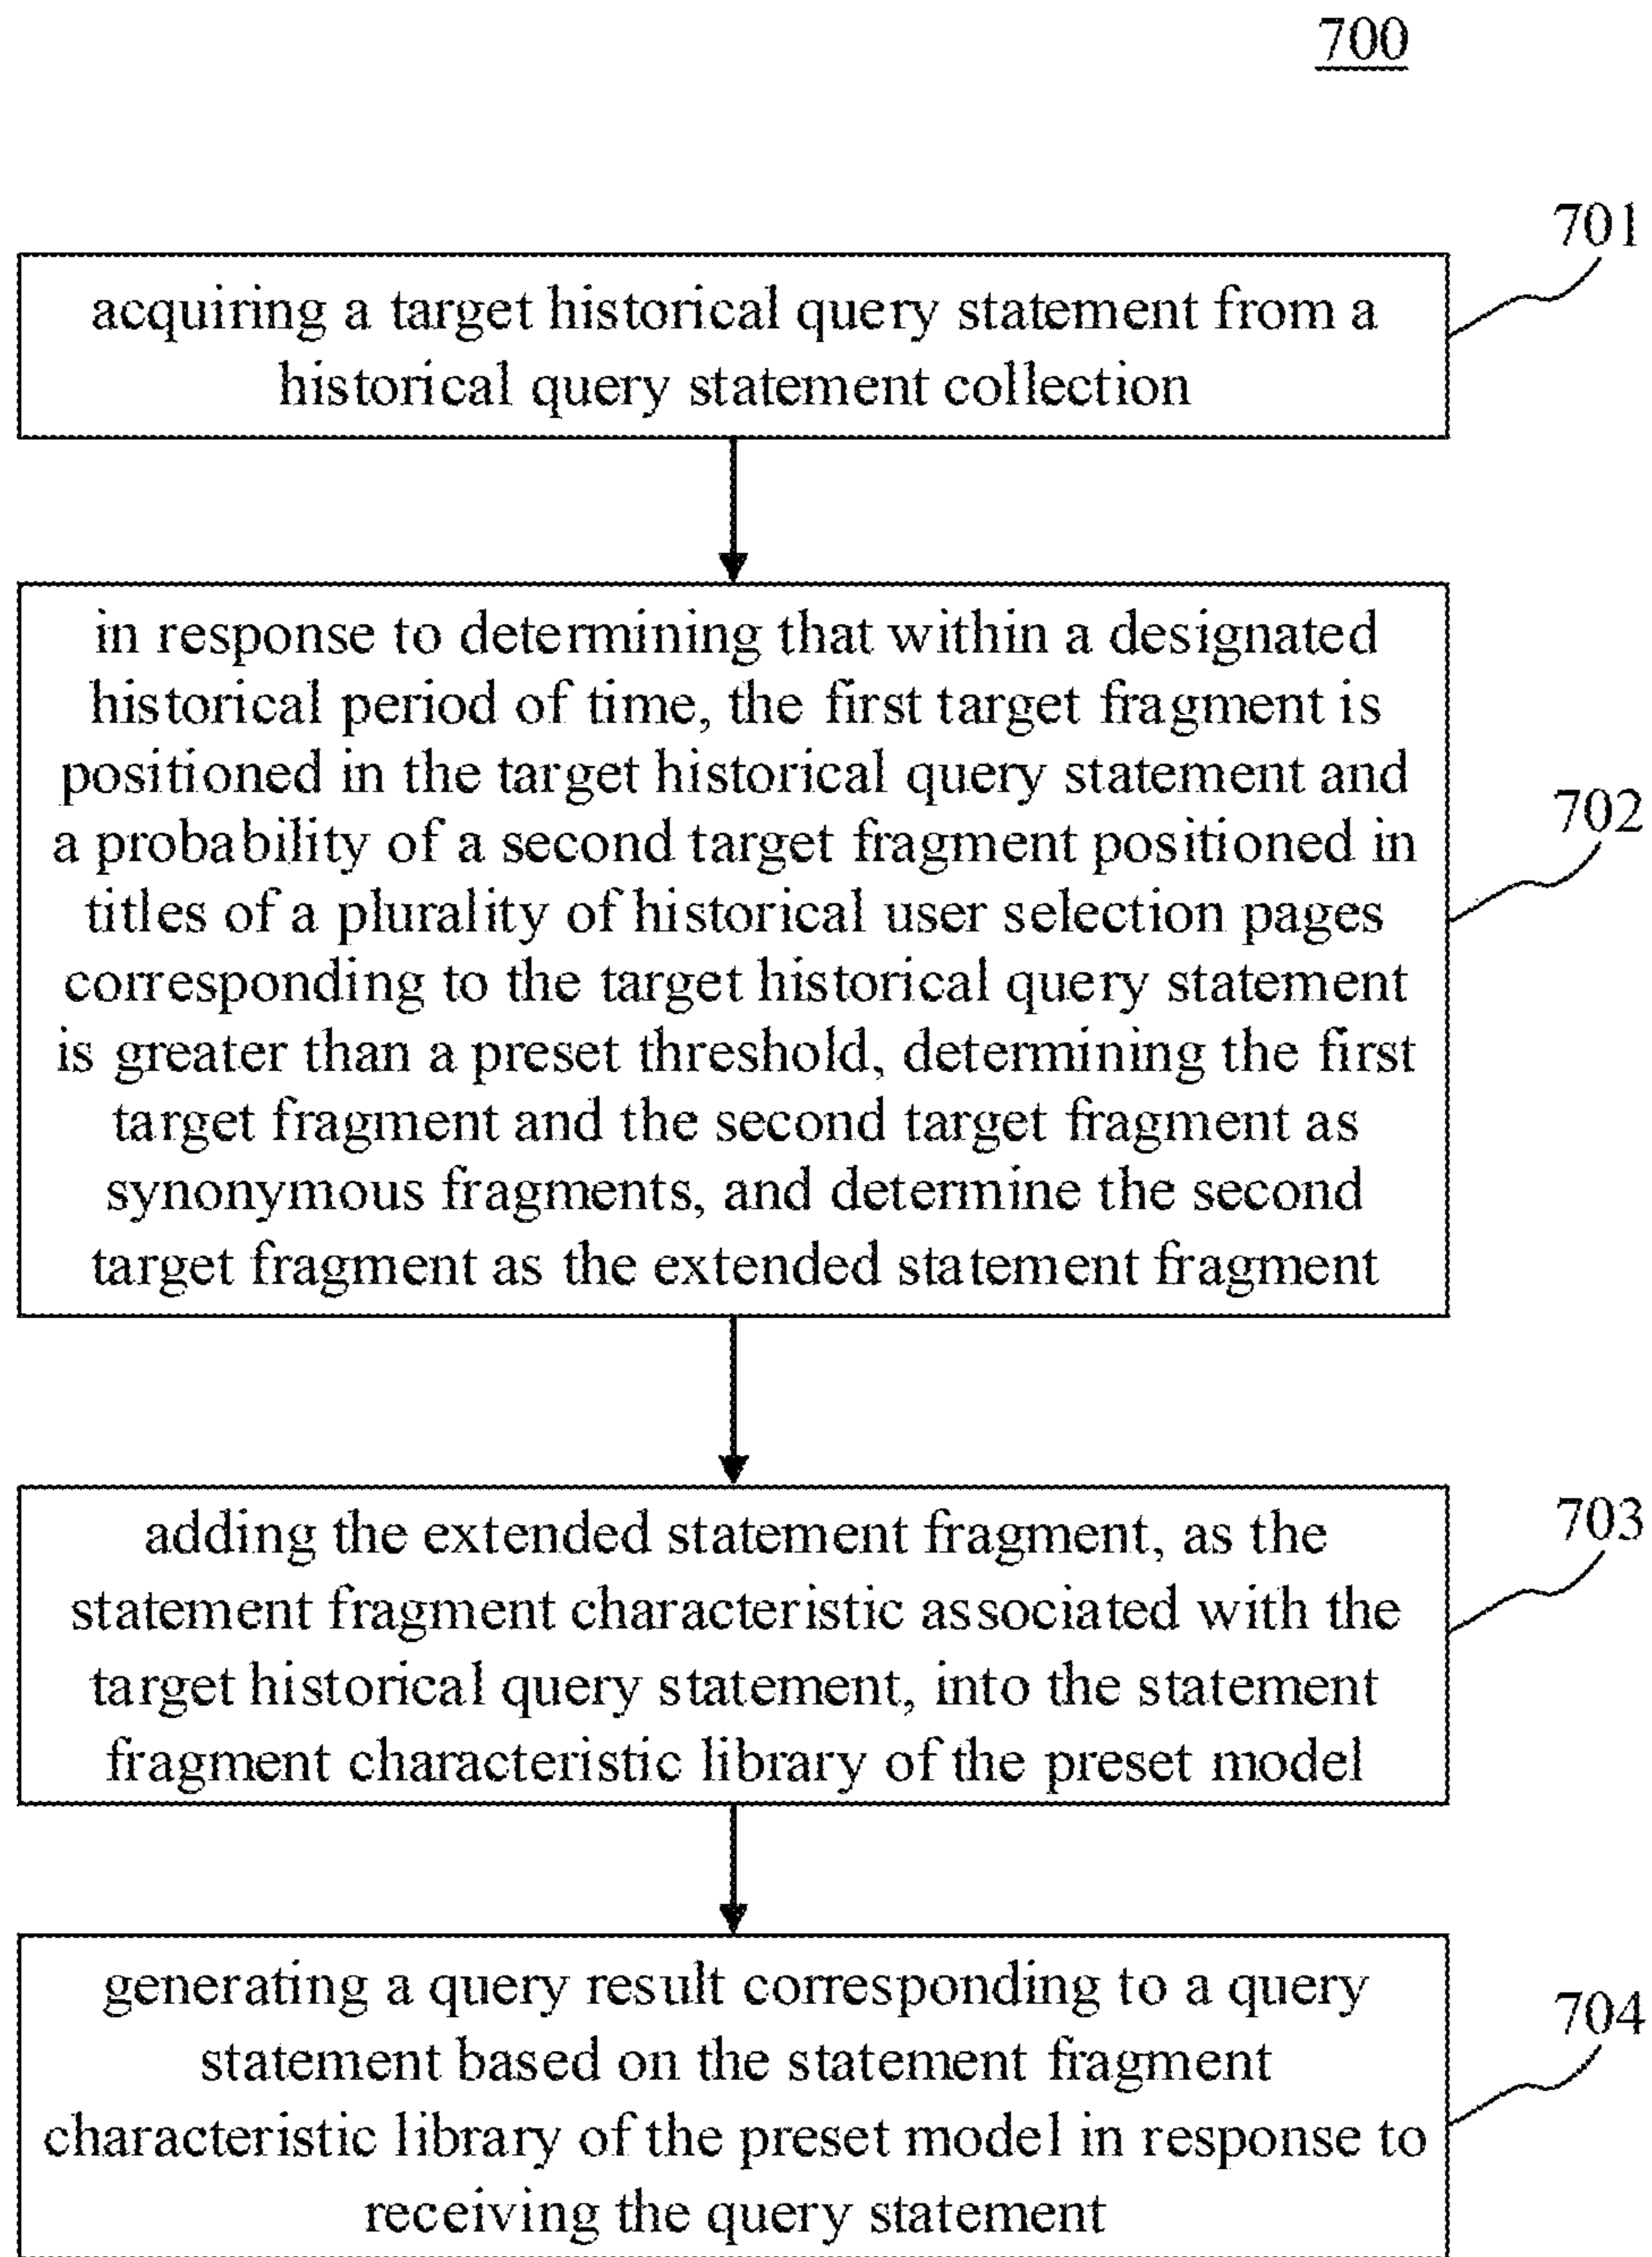 700
701
acquiring a target historical query statement from a
historical query statement collection
702
in response to determining that within a designated
historical period of time, the first target fragment is
positioned in the target historical query statement and
a probability of a second target fragment positioned in
titles of a plurality of historical user selection pages
corresponding to the target historical query statement
is greater than a preset threshold, determining the first
target fragment and the second target fragment as
synonymous fragments, and determine the second
target fragment as the extended statement fragment
703
adding the extended statement fragment, as the
statement fragment characteristic associated with the
target historical query statement, into the statement
fragment characteristic library of the preset model
704
generating a query result corresponding to a query
statement based on the statement fragment
characteristic library of the preset model in response to
receiving the query statement